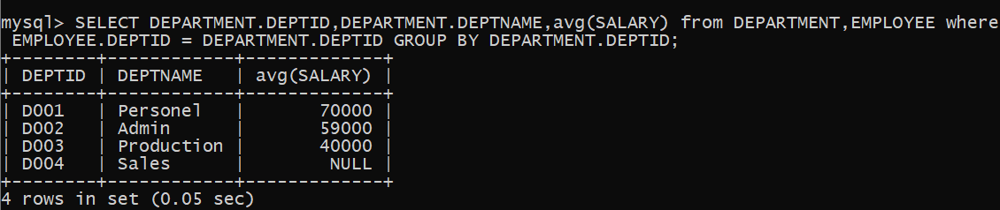 mysql> SELECT DEPARTMENT.DEPTID,DEPARTMENT.DEPTNAME,avg(SALARY) from DEPARTMENT,EMPLOYEE where
 EMPLOYEE.DEPTID = DEPARTMENT.DEPTID GROUP BY DEPARTMENT.DEPTID;
+--------+------------+-------------+
| DEPTID | DEPTNAME   | avg(SALARY) |
+--------+------------+-------------+
| D001   | Personel   |       70000 |
| D002   | Admin      |       59000 |
| D003   | Production |       40000 |
| D004   | Sales      |        NULL |
+--------+------------+-------------+
4 rows in set (0.05 sec)